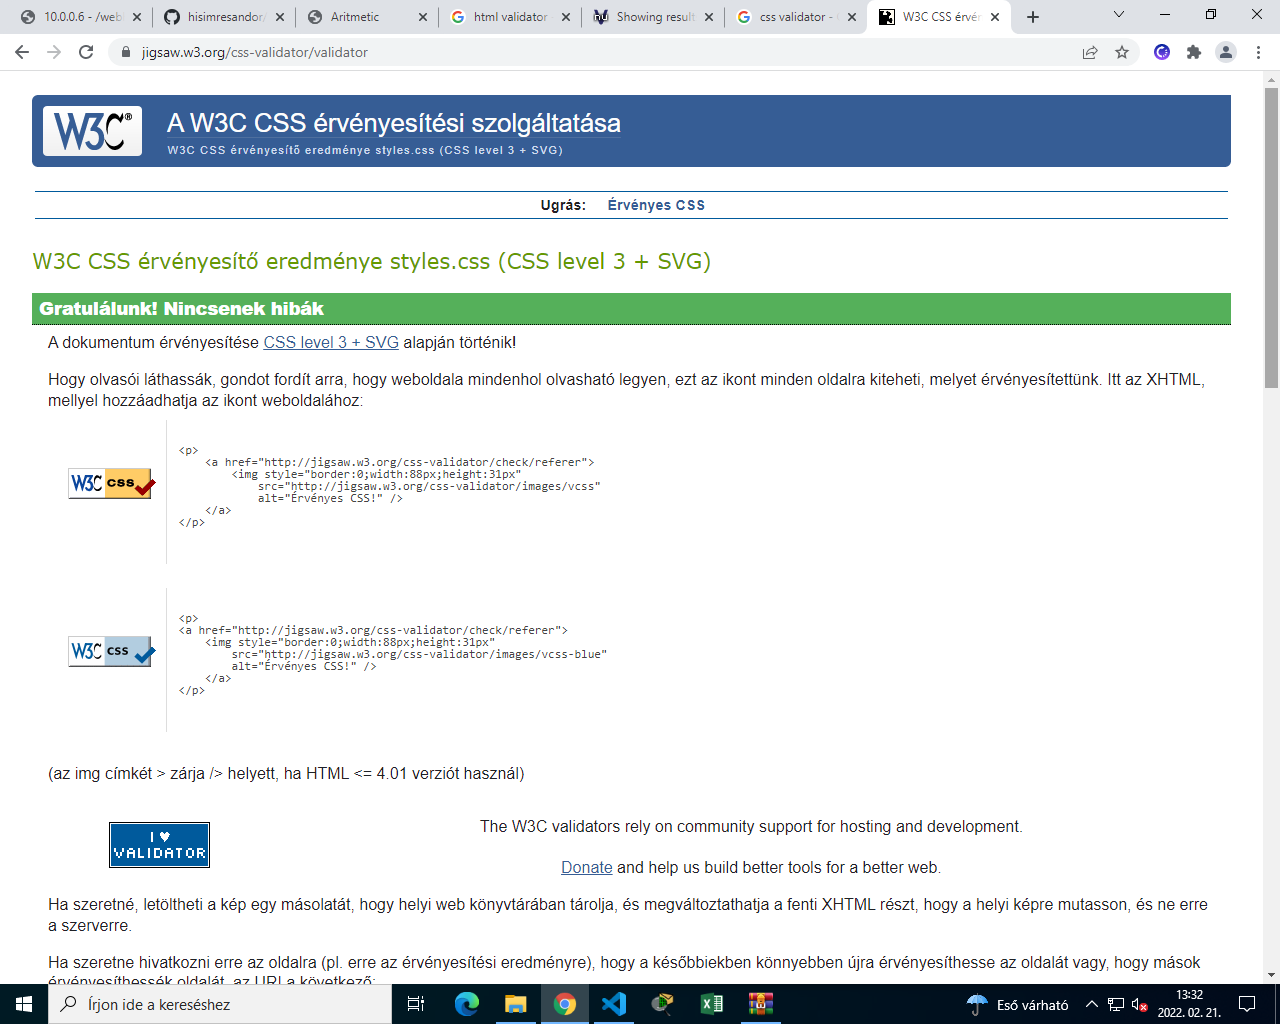 10.0.0.6 - /web
hisimresandor/
Aritmetic
html validator
Showing result
css validator -
W3C CSS érvén
jigsaw.w3.org/css-validator/validator
W3C®
A W3C CSS érvényesítési szolgáltatása
W3C CSS érvényesítő eredménye styles.css (CSS level 3 + SVG)
Ugrás: Érvényes CSS
W3C CSS érvényesítő eredménye styles.css (CSS level 3 + SVG)
Gratulálunk! Nincsenek hibák
A dokumentum érvényesítése CSS level 3 + SVG alapján történik!
Hogy olvasói láthassák, gondot fordít arra, hogy weboldala mindenhol olvasható legyen, ezt az ikont minden oldalra kiteheti, melyet érvényesítettünk. Itt az XHTML,
mellyel hozzáadhatja az ikont weboldalához:
W3C css
<p>
<a href="http://jigsaw.w3.org/css-validator/check/referer">
<img style="border:0;width:88px;height:31px"
src="http://jigsaw.w3.org/css-validator/images/vcss"
alt="Érvényes CSS!" />
</a>
</p>
W3C css
<p>
<a href="http://jigsaw.w3.org/css-validator/check/referer">
<img style="border:0;width:88px;height:31px"
src="http://jigsaw.w3.org/css-validator/images/vcss-blue"
alt="Érvényes CSS!" />
</a>
</p>
(az img címkét > zárja /> helyett, ha HTML <= 4.01 verziót használ)
I ♥
VALIDATOR
The W3C validators rely on community support for hosting and development.
Donate and help us build better tools for a better web.
Ha szeretné, letöltheti a kép egy másolatát, hogy helyi web könyvtárában tárolja, és megváltoztathatja a fenti XHTML részt, hogy a helyi képre mutasson, és ne erre
a szerverre.
Ha szeretne hivatkozni erre az oldalra (pl. erre az érvényesítési eredményre), hogy a későbbiekben könnyebben újra érvényesíthesse az oldalát vagy, hogy mások
érvényesíthessék oldalát, az URI a következő:
Írjon ide a kereséshez
Eső várható
13:32
2022. 02. 21.